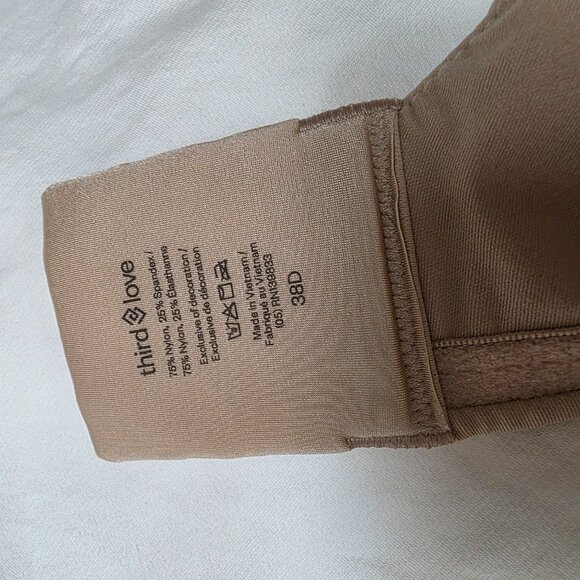 third love
75% Nylon, 25% Spandex /
75% Nylon, 25% Élasthanne
Exclusive of decoration /
Exclusive de décoration
Made in Vietnam /
Fabriqué au Vietnam
(05) RN139833
38D